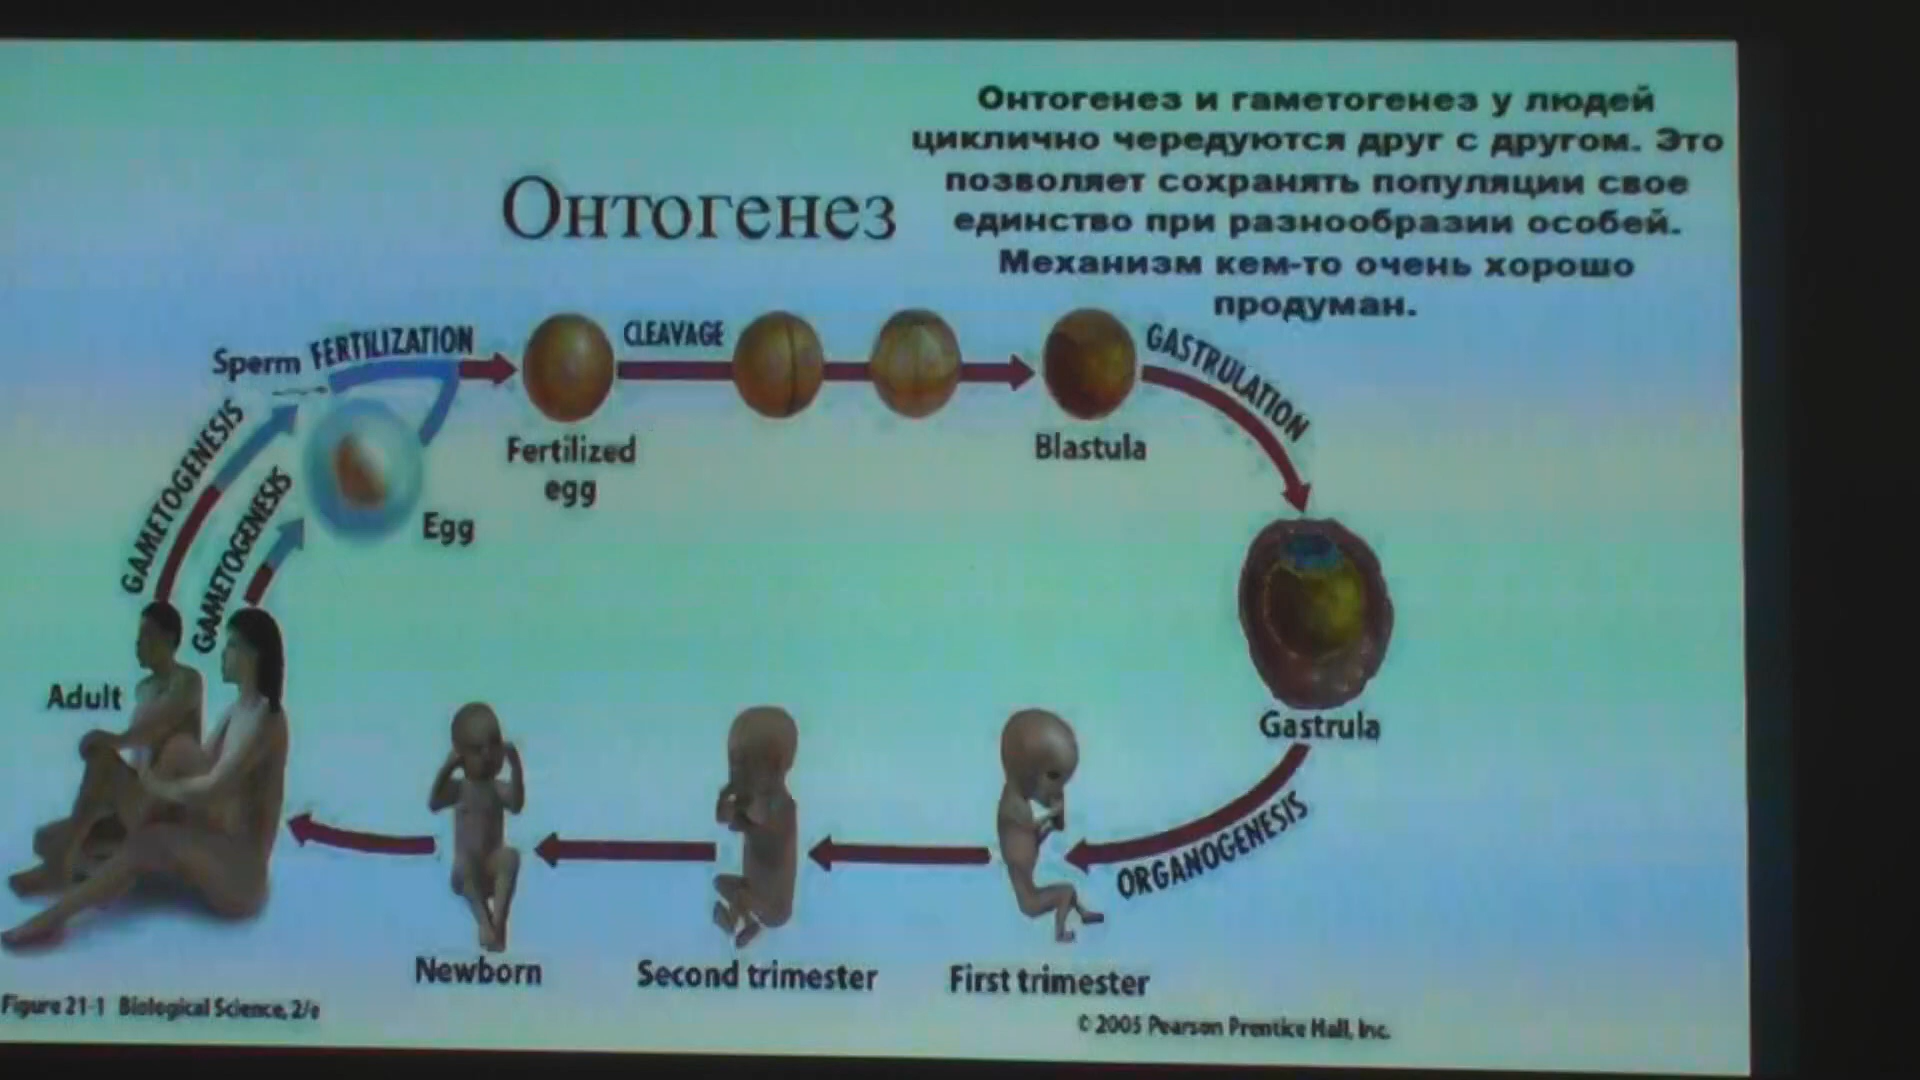 Онтогенез и гаметогенез у людей
циклично чередуются друг с другом. Это
позволяет сохранять популяции свое
единство при разнообразии особей.
Механизм кем-то очень хорошо
продуман.
Онтогенез
Sperm
FERTILIZATION
CLEAVAGE
GASTRULATION
GAMETOGENESIS
GAMETOGENESIS
Egg
Fertilized
egg
Blastula
Gastrula
ORGANOGENESIS
Adult
Newborn
Second trimester
First trimester
Figure 21-1 Biological Science, 2/e
© 2005 Pearson Prentice Hall, Inc.